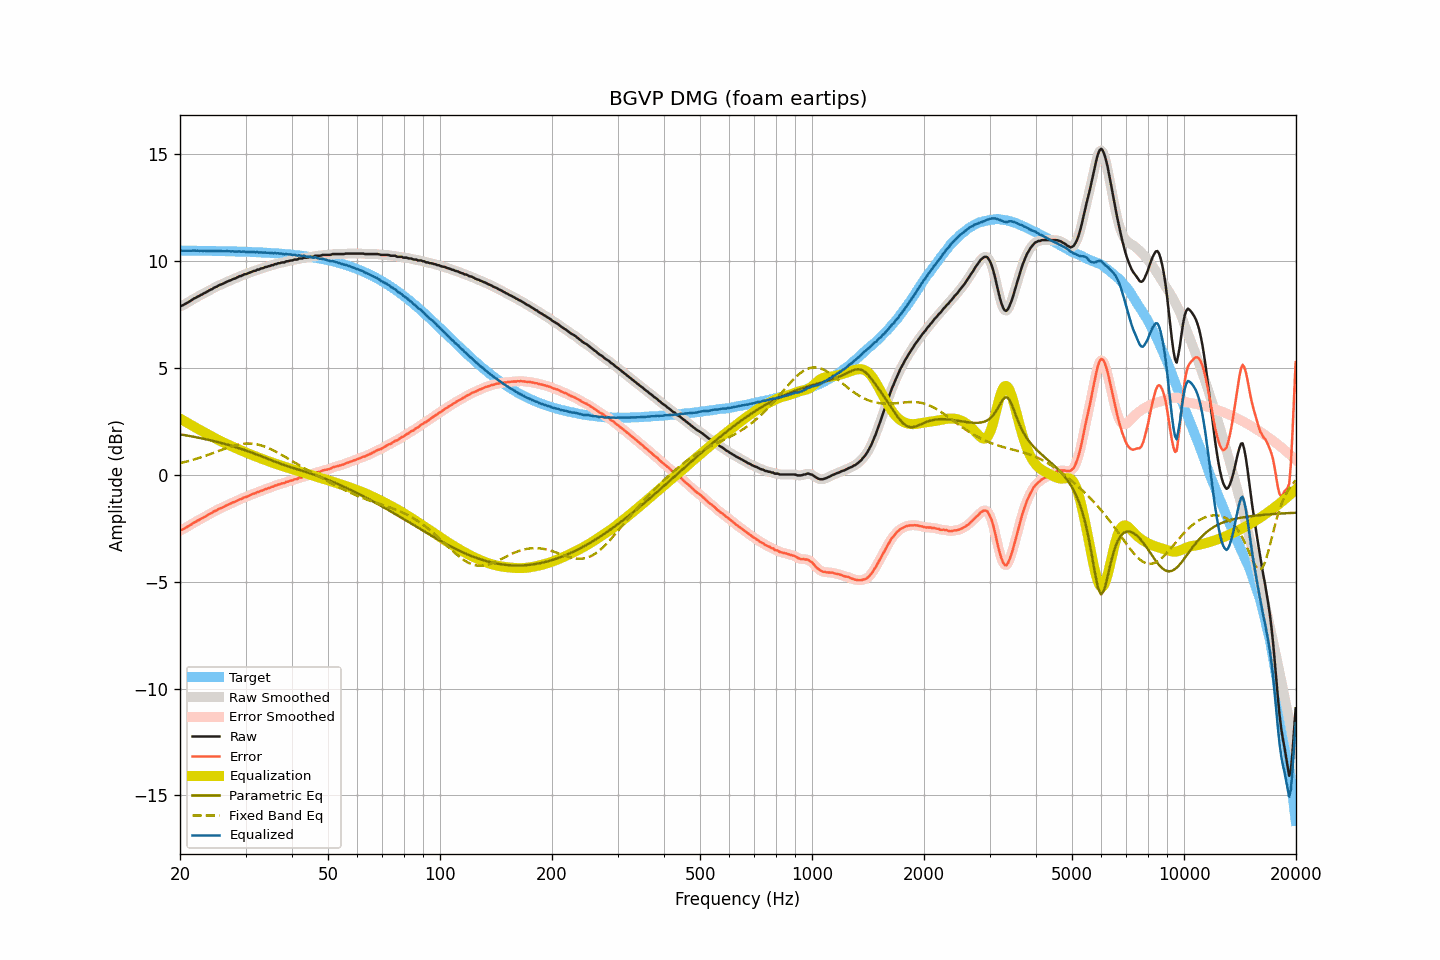 BGVP DMG (foam eartips)
Amplitude (dBr)
15
10
5
0
−5
−10
−15
Target
Raw Smoothed
Error Smoothed
Raw
Error
Equalization
Parametric Eq
Fixed Band Eq
Equalized
20 50 100 200 500 1000 2000 5000 10000 20000
Frequency (Hz)